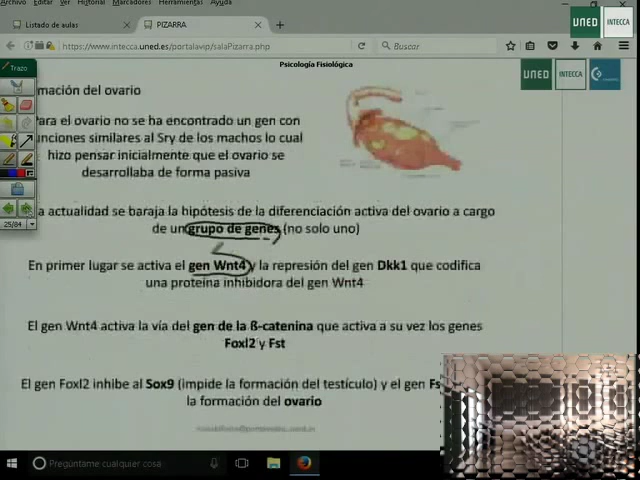 Editar Ver Historial Marcadores Herramientas Ayuda
Listado de aulas
PIZARRA
https://www.intecca.uned.es/portalavip/salaPizarra.php
Buscar
UNED
INTECCA
Psicología Fisiológica
UNED
INTECCA
Trazo
mación del ovario
Para el ovario no se ha encontrado un gen con
unciones similares al Sry de los machos lo cual
hizo pensar inicialmente que el ovario se
desarrollaba de forma pasiva
a actualidad se baraja la hipótesis de la diferenciación activa del ovario a cargo
de un grupo de genes (no solo uno)
25/84
En primer lugar se activa el gen Wnt4 y la represión del gen Dkk1 que codifica
una proteína inhibidora del gen Wnt4
El gen Wnt4 activa la vía del gen de la ß-catenina que activa a su vez los genes
Foxl2 y Fst
El gen Foxl2 inhibe al Sox9 (impide la formación del testículo) y el gen Fs
la formación del ovario
Pregúntame cualquier cosa